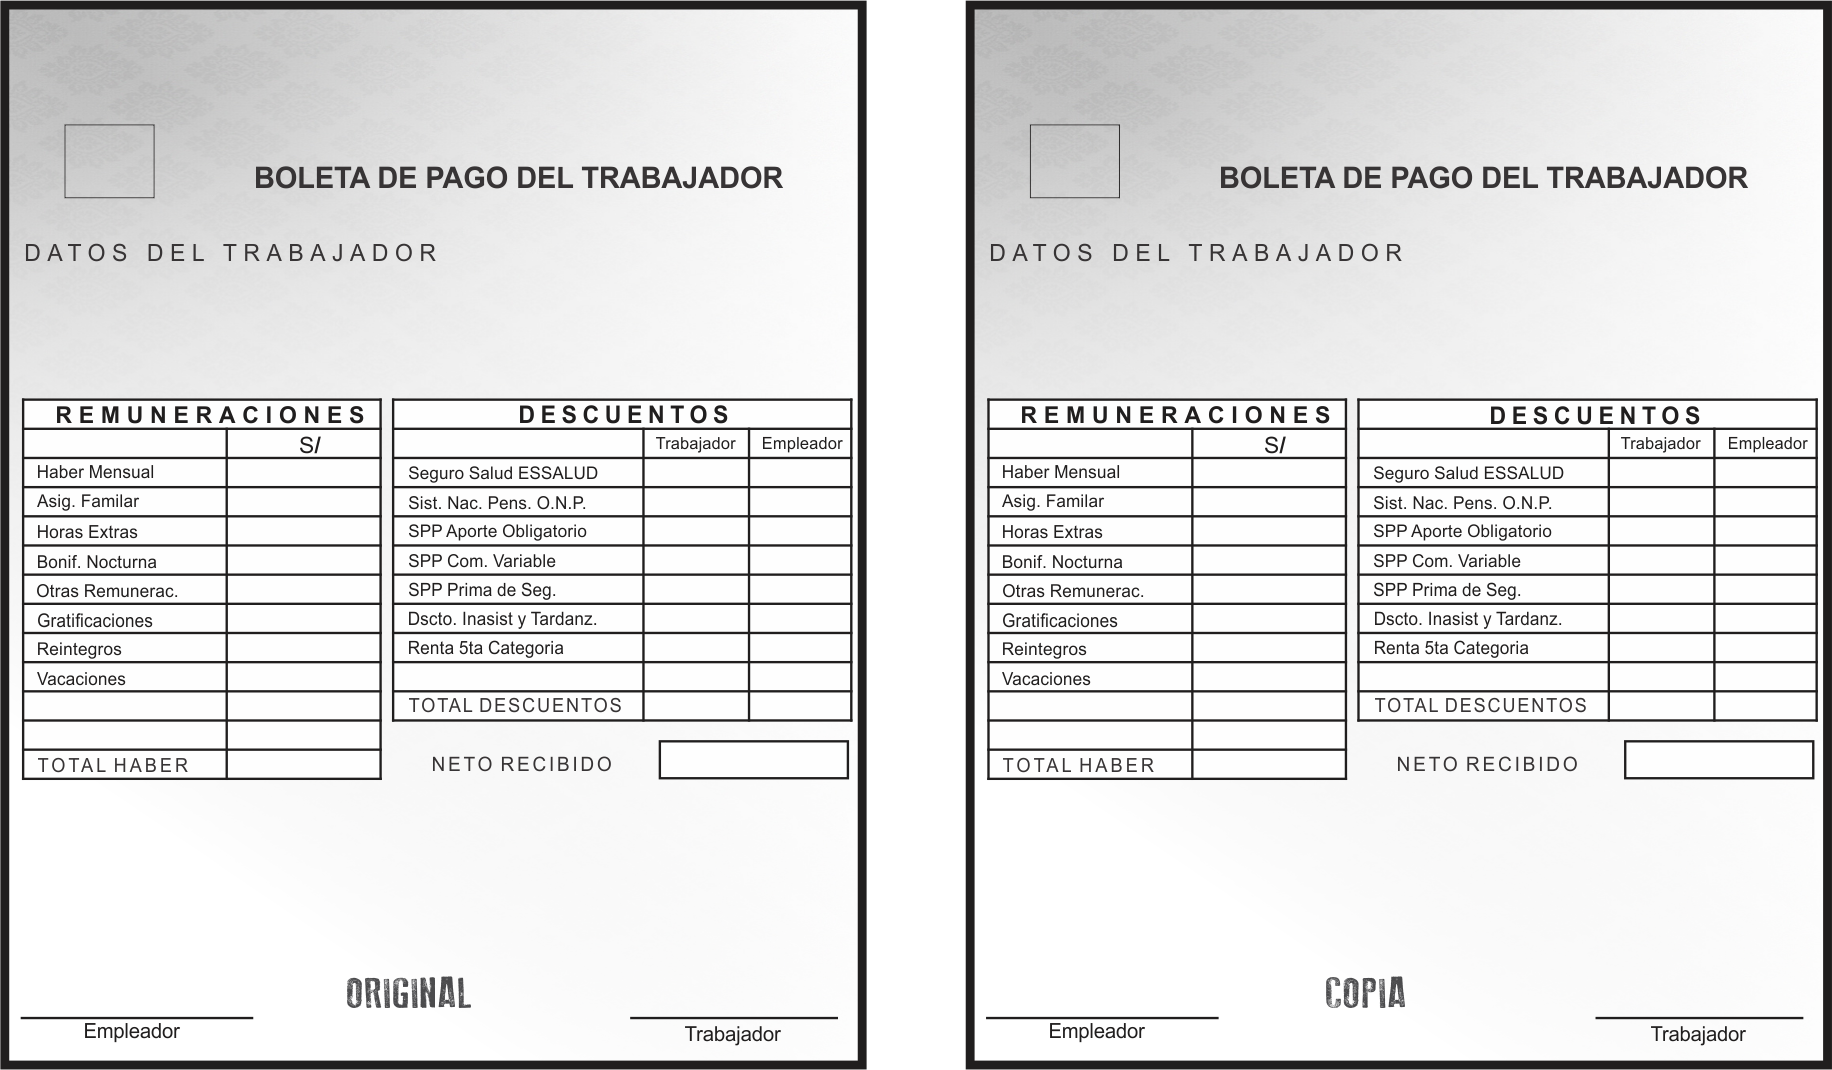 BOLETA DE PAGO DEL TRABAJADOR
DATOS DEL TRABAJADOR
REMUNERACIONES
S/
Haber Mensual
Asig. Familar
Horas Extras
Bonif. Nocturna
Otras Remunerac.
Gratificaciones
Reintegros
Vacaciones
TOTAL HABER
DESCUENTOS
Trabajador Empleador
Seguro Salud ESSALUD
Sist. Nac. Pens. O.N.P.
SPP Aporte Obligatorio
SPP Com. Variable
SPP Prima de Seg.
Dscto. Inasist y Tardanz.
Renta 5ta Categoria
TOTAL DESCUENTOS
NETO RECIBIDO
ORIGINAL
Empleador
Trabajador
BOLETA DE PAGO DEL TRABAJADOR
DATOS DEL TRABAJADOR
REMUNERACIONES
S/
Haber Mensual
Asig. Familar
Horas Extras
Bonif. Nocturna
Otras Remunerac.
Gratificaciones
Reintegros
Vacaciones
TOTAL HABER
DESCUENTOS
Trabajador Empleador
Seguro Salud ESSALUD
Sist. Nac. Pens. O.N.P.
SPP Aporte Obligatorio
SPP Com. Variable
SPP Prima de Seg.
Dscto. Inasist y Tardanz.
Renta 5ta Categoria
TOTAL DESCUENTOS
NETO RECIBIDO
COPIA
Empleador
Trabajador